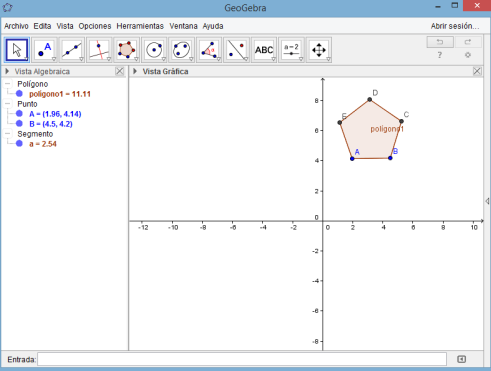 GeoGebra
Archivo Edita Vista Opciones Herramientas Ventana Ayuda Abrir sesión...
A ABC a=2 ?
Vista Algebraica Vista Gráfica
Polígono
polígono1 = 11.11
Punto
A = (1.96, 4.14)
B = (4.5, 4.2)
Segmento
a = 2.54
D
8
E C
polígono1
6
A B
4
2
0
-12 -10 -8 -6 -4 -2 0 2 4 6 8 10
-2
-4
-6
-8
Entrada: